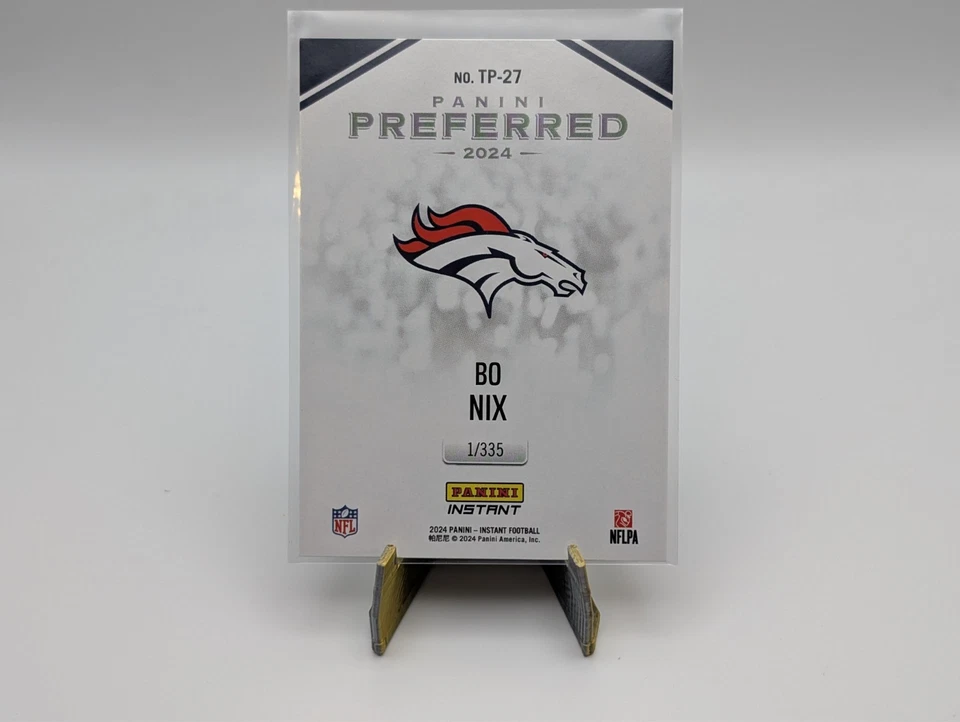 NO. TP-27
PANINI
PREFERRED
2024
BO
NIX
1/335
PANINI
INSTANT
NFL
2024 PANINI – INSTANT FOOTBALL
帕尼尼 © 2024 Panini America, Inc.
NFLPA